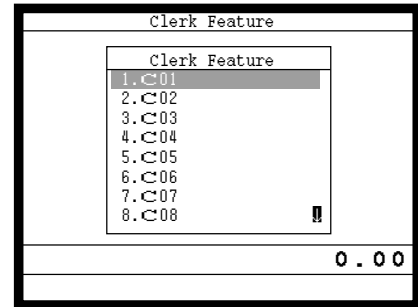 Clerk Feature
Clerk Feature
1.C01
2.C02
3.C03
4.C04
5.C05
6.C06
7.C07
8.C08
0.00